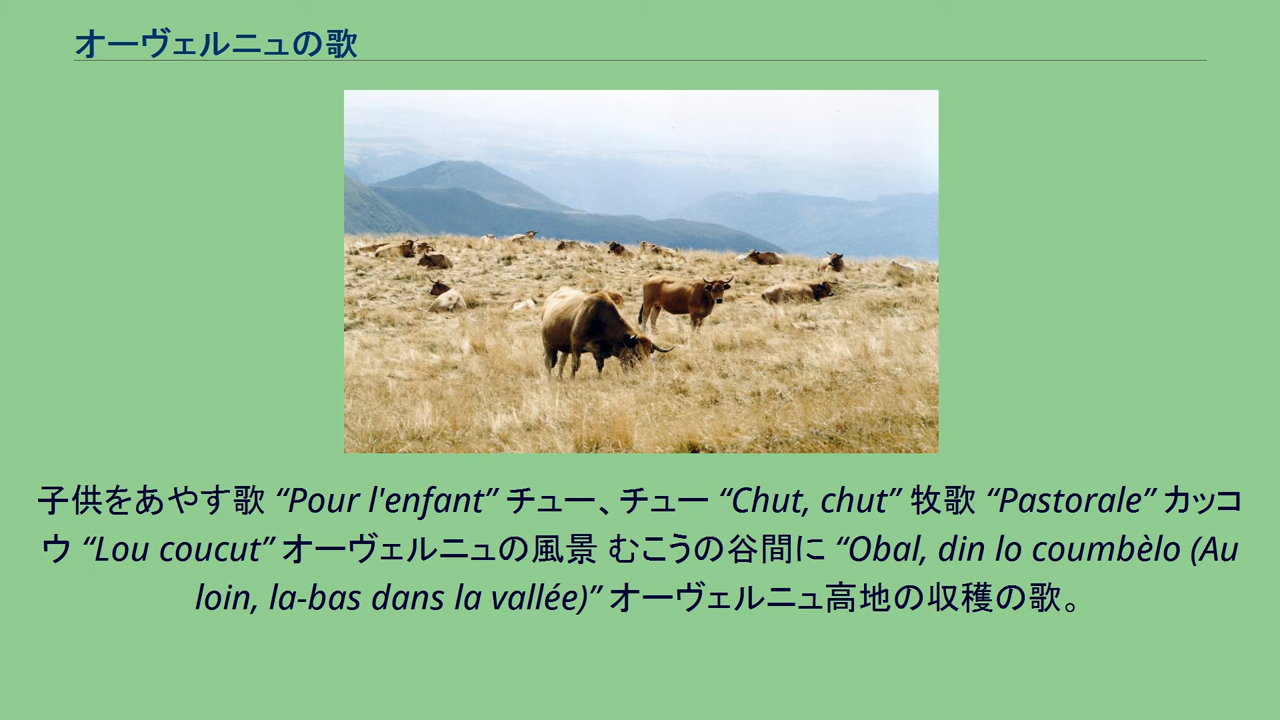 オーヴェルニュの歌
子供をあやす歌 “Pour l'enfant” チュー、チュー “Chut, chut” 牧歌 “Pastorale” カッコ
ウ “Lou coucut” オーヴェルニュの風景 むこうの谷間に “Obal, din lo coumbèlo (Au
loin, la-bas dans la vallée)” オーヴェルニュ高地の収穫の歌。